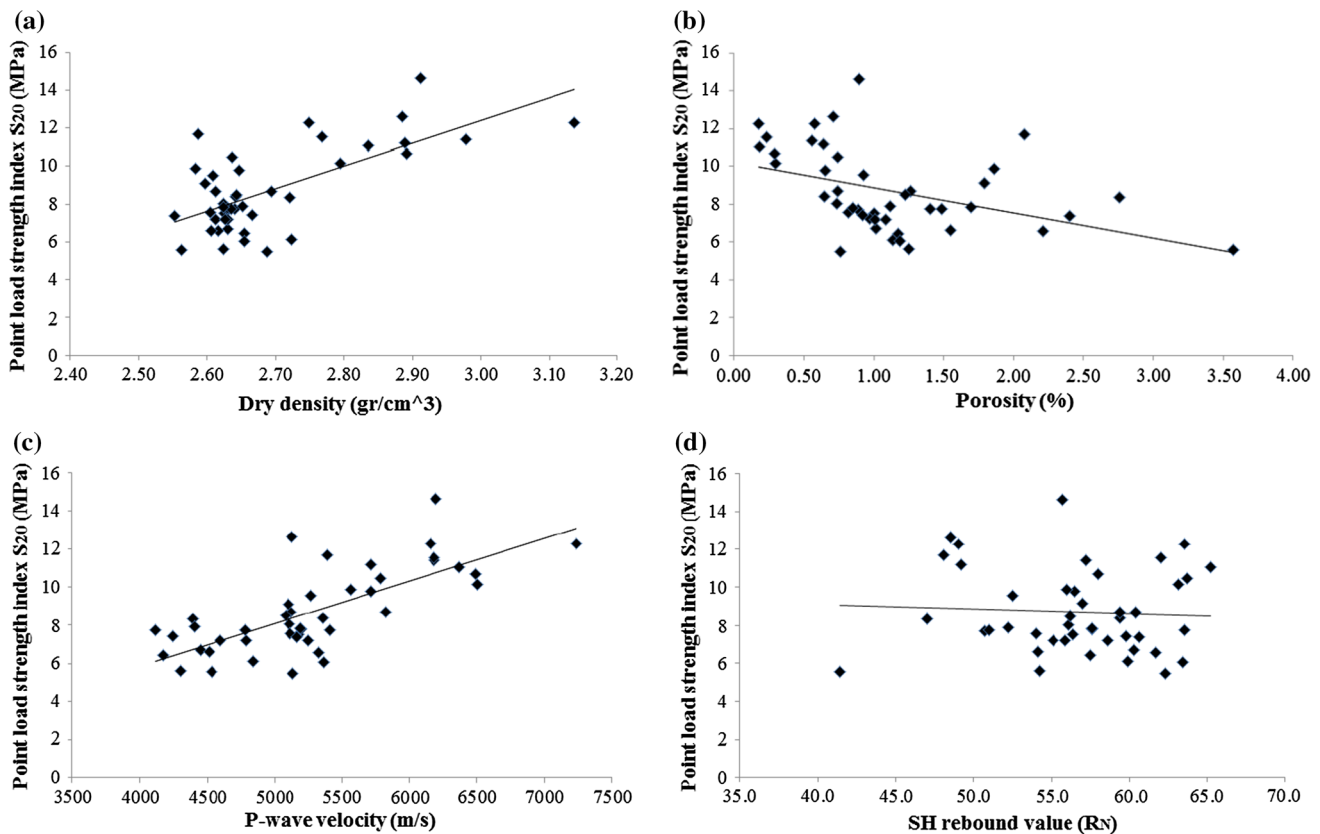 (a)
Point load strength index S20 (MPa)
16
14
12
10
8
6
4
2
0
2.40 2.50 2.60 2.70 2.80 2.90 3.00 3.10 3.20
Dry density (gr/cm^3)
(b)
Point load strength index S20 (MPa)
16
14
12
10
8
6
4
2
0
0.00 0.50 1.00 1.50 2.00 2.50 3.00 3.50 4.00
Porosity (%)
(c)
Point load strength index S20 (MPa)
16
14
12
10
8
6
4
2
0
3500 4000 4500 5000 5500 6000 6500 7000 7500
P-wave velocity (m/s)
(d)
Point load strength index S20 (MPa)
16
14
12
10
8
6
4
2
0
35.0 40.0 45.0 50.0 55.0 60.0 65.0 70.0
SH rebound value (RN)